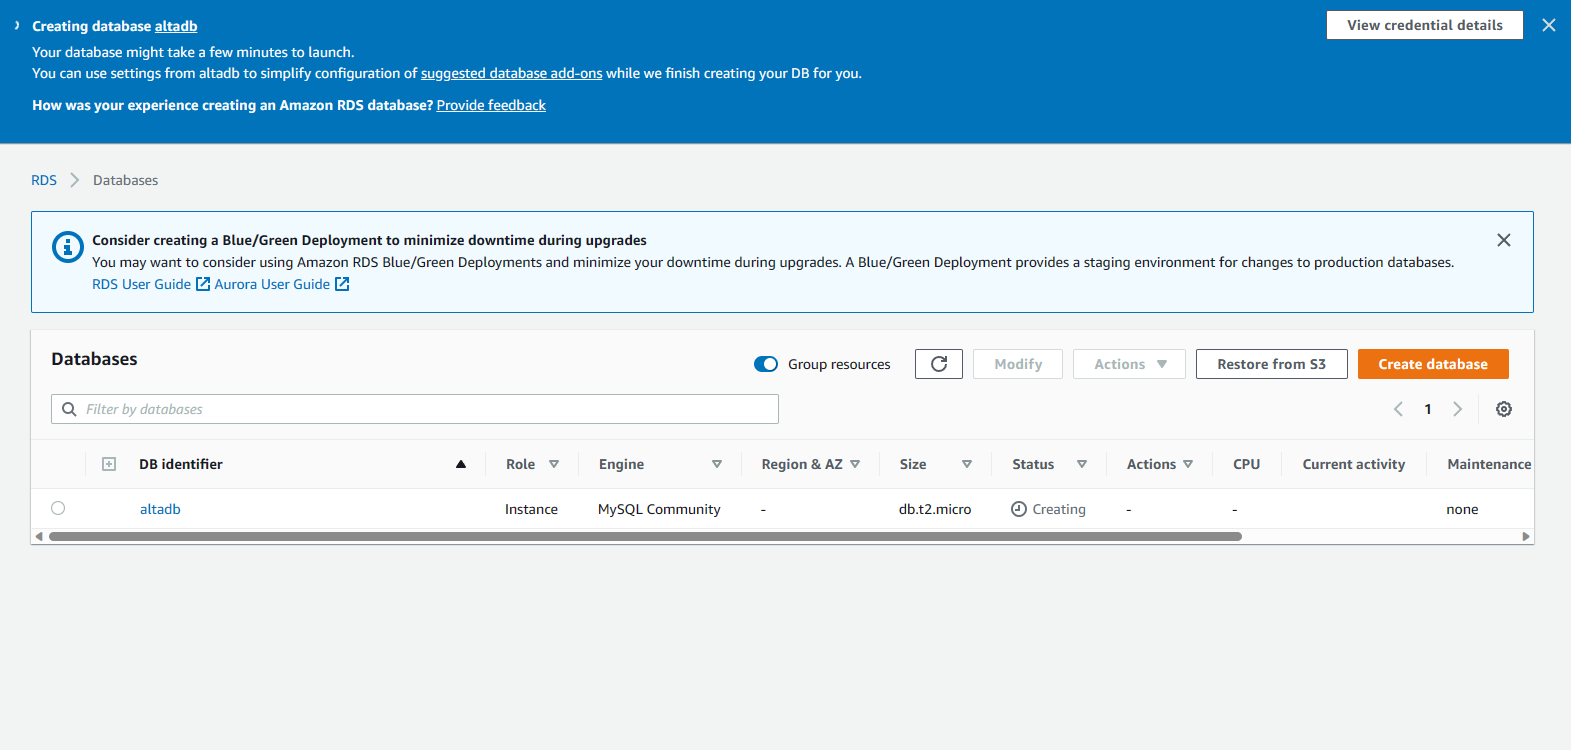 Creating database altadb
View credential details
Your database might take a few minutes to launch.
You can use settings from altadb to simplify configuration of suggested database add-ons while we finish creating your DB for you.
How was your experience creating an Amazon RDS database? Provide feedback
RDS Databases
Consider creating a Blue/Green Deployment to minimize downtime during upgrades
You may want to consider using Amazon RDS Blue/Green Deployments and minimize your downtime during upgrades. A Blue/Green Deployment provides a staging environment for changes to production databases.
RDS User Guide Aurora User Guide
Databases Group resources Modify Actions Restore from S3 Create database
Filter by databases 1
DB identifier Role Engine Region & AZ Size Status Actions CPU Current activity Maintenance
altadb Instance MySQL Community - db.t2.micro Creating - - none